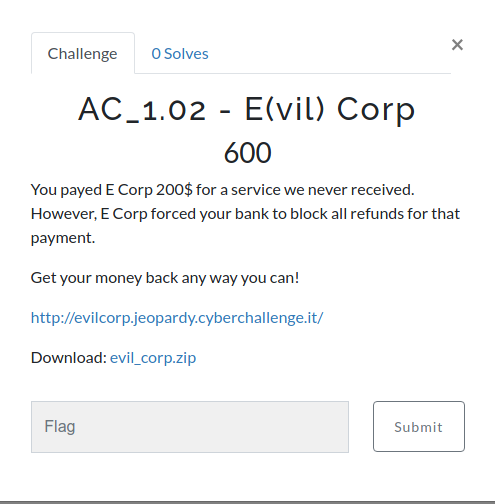 Challenge
0 Solves
×
AC_1.02 - E(vil) Corp
600
You payed E Corp 200$ for a service we never received.
However, E Corp forced your bank to block all refunds for that
payment.
Get your money back any way you can!
http://evilcorp.jeopardy.cyberchallenge.it/
Download: evil_corp.zip
Flag
Submit